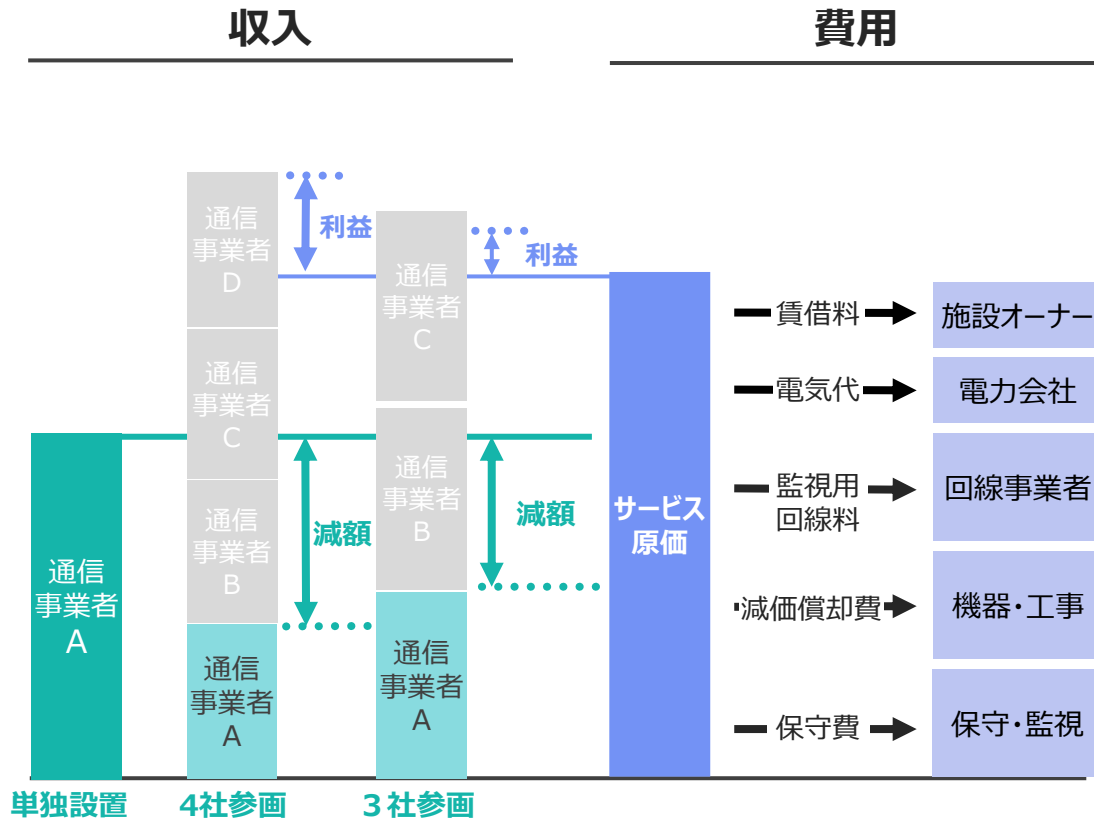 収入
費用
通信
事業者
A
単独設置
通信
事業者
D
通信
事業者
C
通信
事業者
B
通信
事業者
A
4社参画
利益
減額
通信
事業者
C
通信
事業者
B
通信
事業者
A
3社参画
利益
減額
サービス
原価
賃借料
施設オーナー
電気代
電力会社
監視用
回線料
回線事業者
減価償却費
機器・工事
保守費
保守・監視